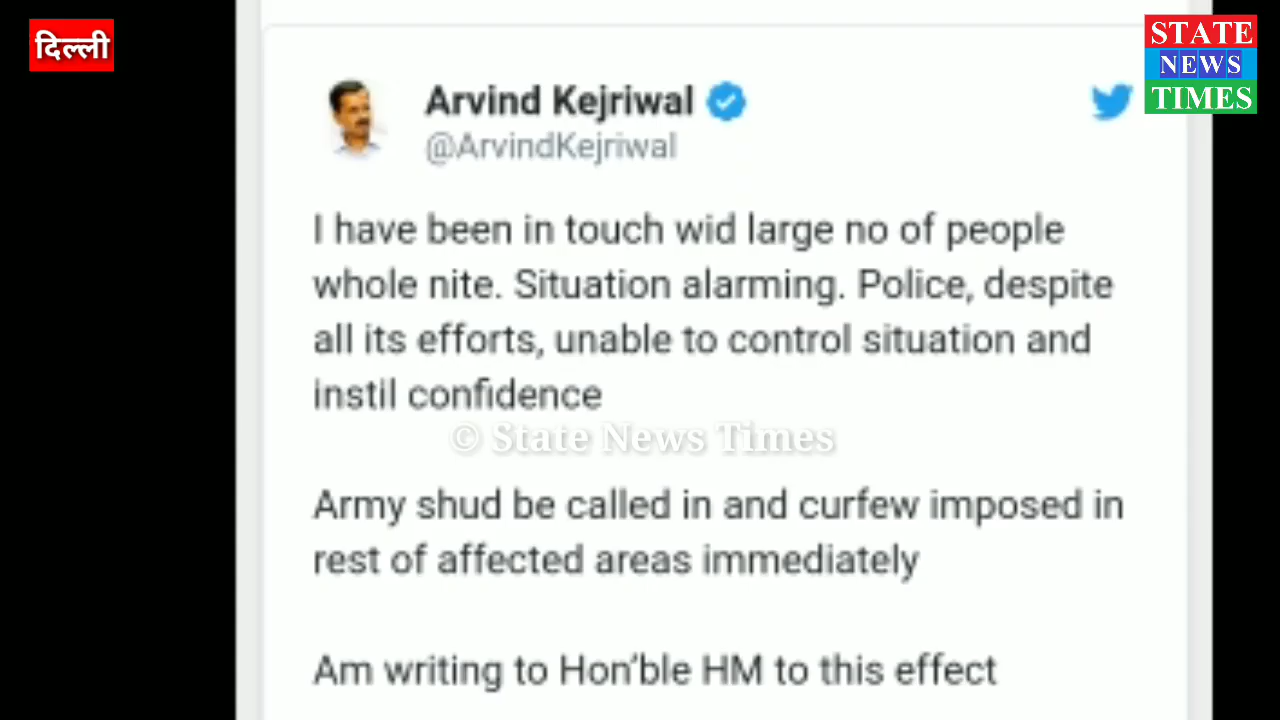 दिल्ली
STATE
NEWS
TIMES
Arvind Kejriwal
@ArvindKejriwal
I have been in touch wid large no of people
whole nite. Situation alarming. Police, despite
all its efforts, unable to control situation and
instil confidence
© State News Times
Army shud be called in and curfew imposed in
rest of affected areas immediately
Am writing to Hon’ble HM to this effect